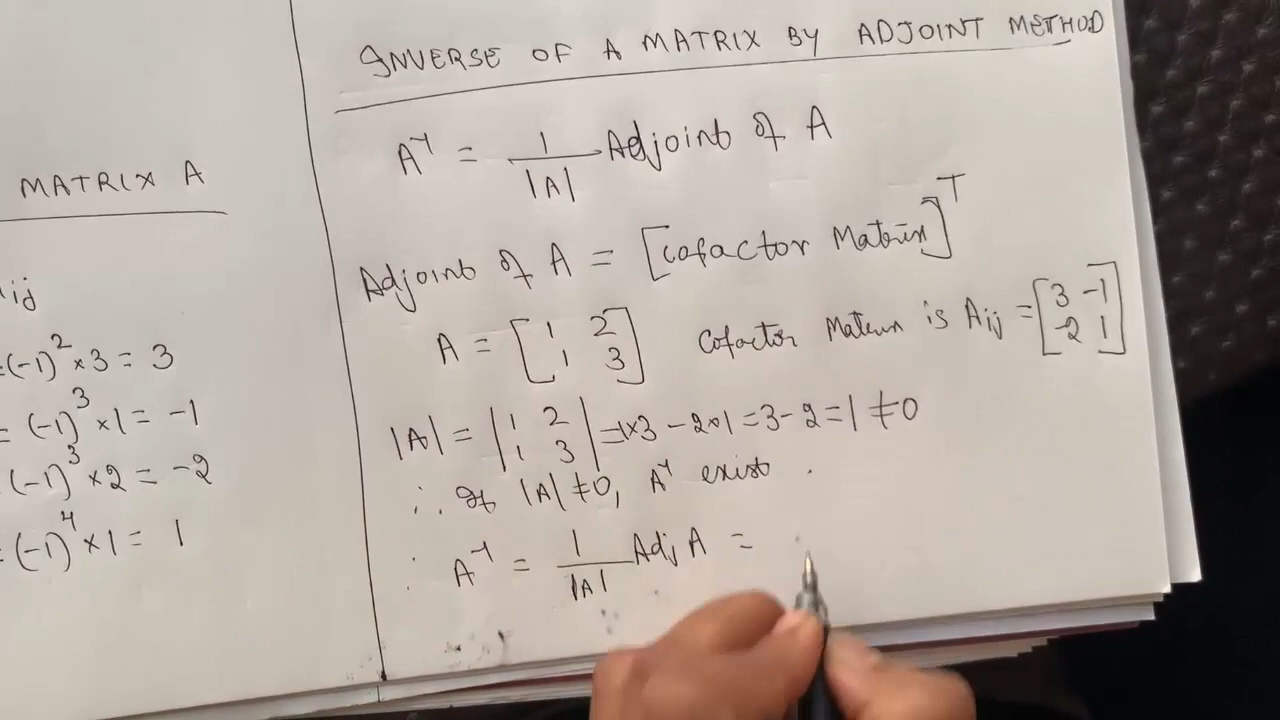 MATRIX A
ij
=(-1)² × 3 = 3
= (-1)³ × 1 = -1
= (-1)³ × 2 = -2
= (-1)⁴ × 1 = 1
INVERSE OF A MATRIX BY ADJOINT METHOD
A⁻¹ = 1/|A| Adjoint of A
Adjoint of A = [Cofactor Matrix]ᵀ
A = [1 2; 1 3] Cofactor Matrix is Aij = [3 -1; -2 1]
|A| = |1 2; 1 3| = 1×3 - 2×1 = 3 - 2 = 1 ≠ 0
∴ If |A| ≠ 0, A⁻¹ exist .
∴ A⁻¹ = 1/|A| Adj A =